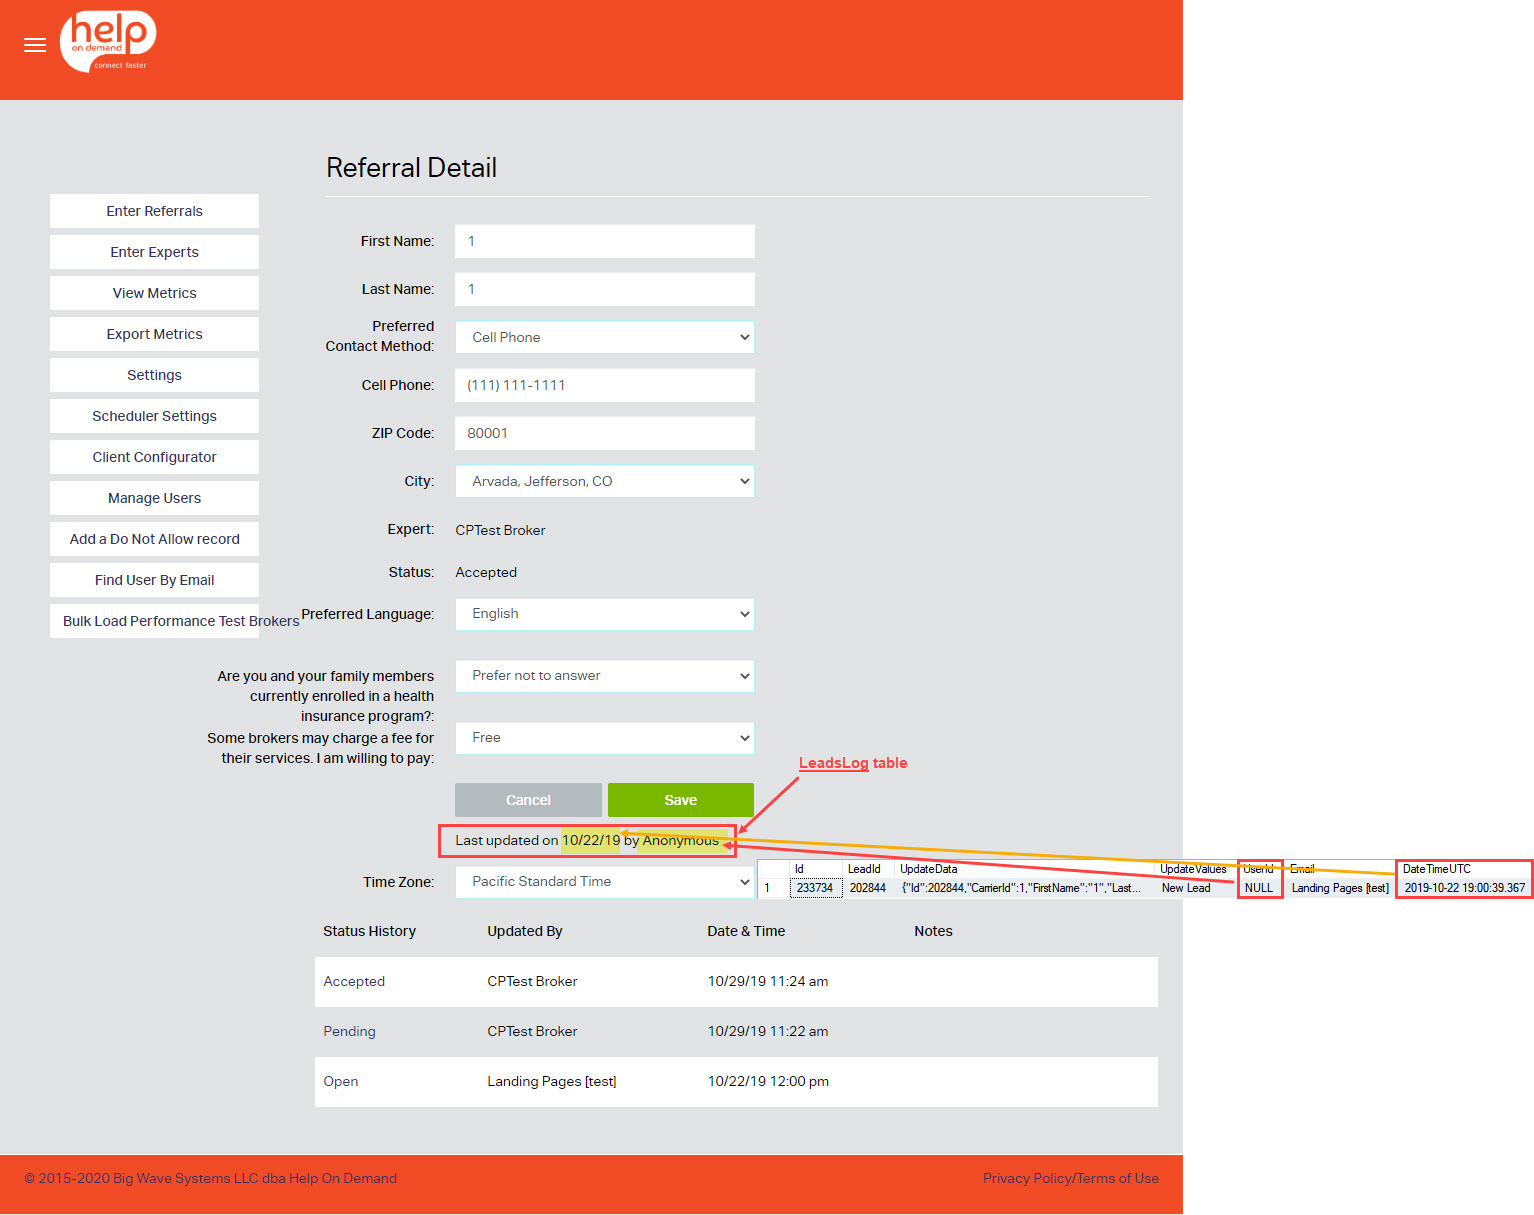 help
on demand
connect faster
Referral Detail
Enter Referrals
Enter Experts
View Metrics
Export Metrics
Settings
Scheduler Settings
Client Configurator
Manage Users
Add a Do Not Allow record
Find User By Email
Bulk Load Performance Test Brokers
First Name: 1
Last Name: 1
Preferred
Contact Method: Cell Phone
Cell Phone: (111) 111-1111
ZIP Code: 80001
City: Arvada, Jefferson, CO
Expert: CPTest Broker
Status: Accepted
Preferred Language: English
Are you and your family members
currently enrolled in a health
insurance program?: Prefer not to answer
Some brokers may charge a fee for
their services. I am willing to pay: Free
LeadsLog table
Cancel Save
Last updated on 10/22/19 by Anonymous
Id LeadId UpdateData UpdateValues UserId Email DateTimeUTC
1 233734 202844 {"Id":202844,"CarrierId":1,"FirstName":"1","Last... New Lead NULL Landing Pages [test] 2019-10-22 19:00:39.367
Time Zone: Pacific Standard Time
Status History Updated By Date & Time Notes
Accepted CPTest Broker 10/29/19 11:24 am
Pending CPTest Broker 10/29/19 11:22 am
Open Landing Pages [test] 10/22/19 12:00 pm
© 2015-2020 Big Wave Systems LLC dba Help On Demand Privacy Policy/Terms of Use